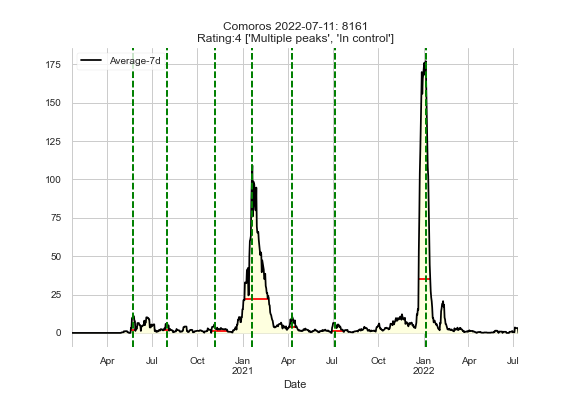 Comoros 2022-07-11: 8161
Rating:4 ['Multiple peaks', 'In control']
Average-7d
175
150
125
100
75
50
25
0
Apr Jul Oct Jan Apr Jul Oct Jan Apr Jul
2021 2022
Date